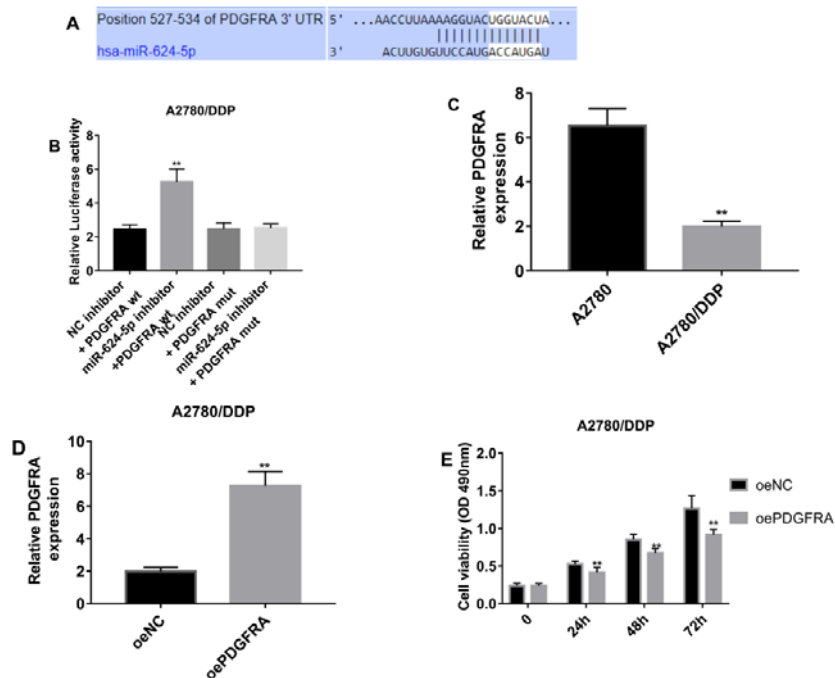 A
Position 527-534 of PDGFRA 3' UTR 5' ...AACCUUAAAAGGUACUGGUACUA...
hsa-miR-624-5p 3' ACUUGUGUUCCAUGACCAUGAU
B
A2780/DDP
Relative Luciferase activity
8
6
4
2
0
**
NC inhibitor
+ PDGFRA wt
miR-624-5p inhibitor
+PDGFRA wt
NC inhibitor
+ PDGFRA mut
miR-624-5p inhibitor
+ PDGFRA mut
C
Relative PDGFRA
expression
8
6
4
2
0
**
A2780
A2780/DDP
D
A2780/DDP
Relative PDGFRA
expression
10
8
6
4
2
0
**
oeNC
oePDGFRA
E
A2780/DDP
Cell viability (OD 490nm)
2.0
1.5
1.0
0.5
0.0
**
**
**
0
24h
48h
72h
oeNC
oePDGFRA